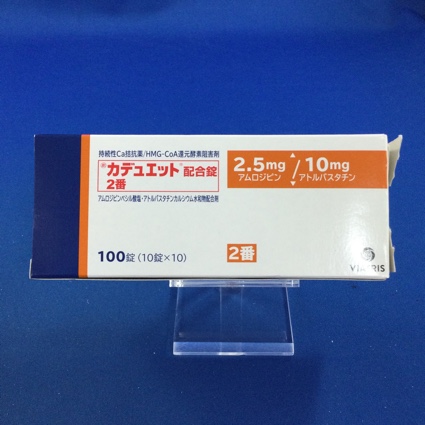 持続性Ca拮抗薬/HMG-CoA還元酵素阻害剤
®カデュエット配合錠
2番
アムロジピンベシル酸塩・アトルバスタチンカルシウム水和物配合剤
2.5mg / 10mg
アムロジピン アトルバスタチン
100錠(10錠×10)
2番
VIATRIS